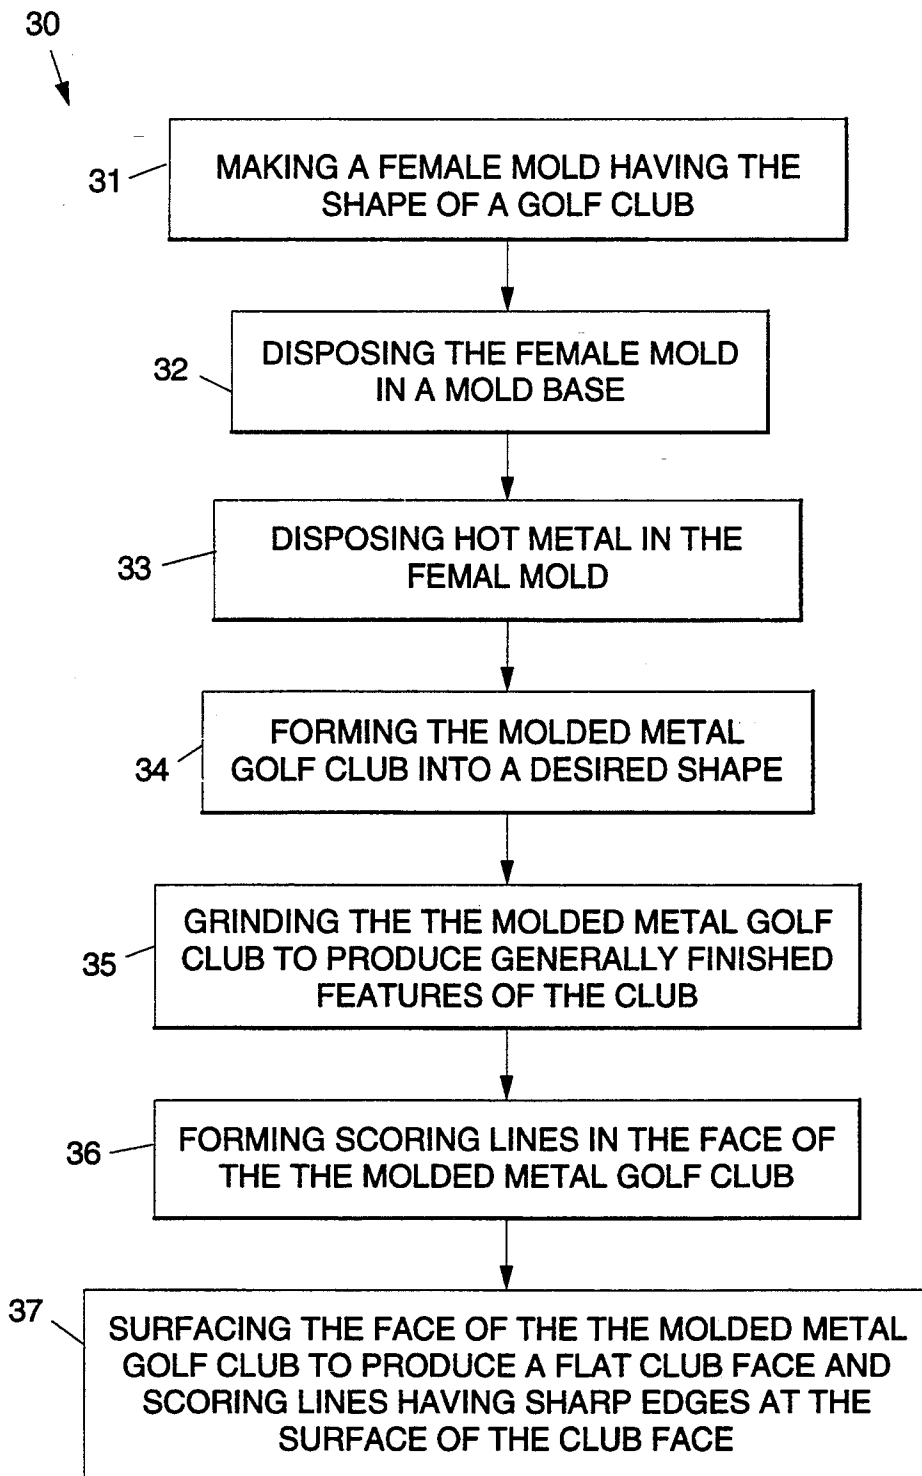 30
31
MAKING A FEMALE MOLD HAVING THE
SHAPE OF A GOLF CLUB
32
DISPOSING THE FEMALE MOLD
IN A MOLD BASE
33
DISPOSING HOT METAL IN THE
FEMAL MOLD
34
FORMING THE MOLDED METAL
GOLF CLUB INTO A DESIRED SHAPE
35
GRINDING THE THE MOLDED METAL GOLF
CLUB TO PRODUCE GENERALLY FINISHED
FEATURES OF THE CLUB
36
FORMING SCORING LINES IN THE FACE OF
THE THE MOLDED METAL GOLF CLUB
37
SURFACING THE FACE OF THE THE MOLDED METAL
GOLF CLUB TO PRODUCE A FLAT CLUB FACE AND
SCORING LINES HAVING SHARP EDGES AT THE
SURFACE OF THE CLUB FACE